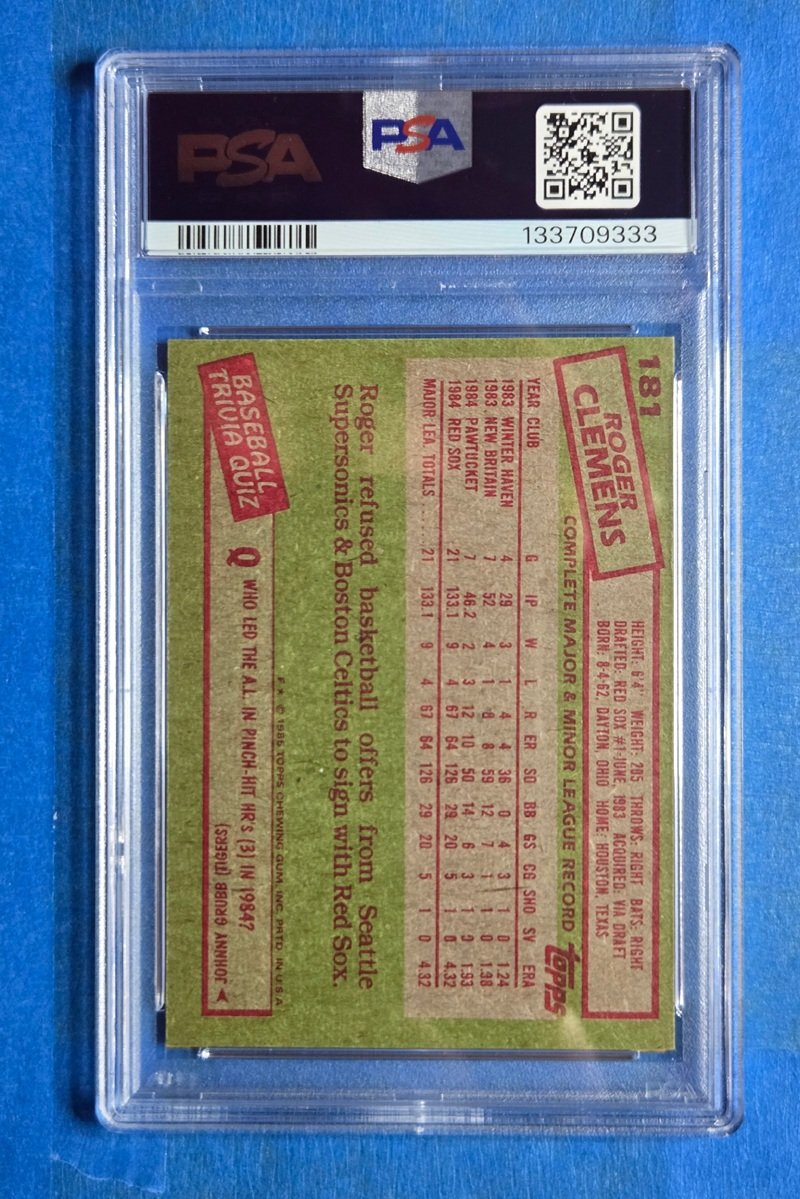 PSA
PSA
133709333
181
ROGER
CLEMENS
HEIGHT: 6'4" WEIGHT: 205 THROWS: RIGHT BATS: RIGHT
DRAFTED: RED SOX #1-JUNE, 1983 ACQUIRED: VIA DRAFT
BORN: 8-4-62, DAYTON, OHIO HOME: HOUSTON, TEXAS
COMPLETE MAJOR & MINOR LEAGUE RECORD
topps
YEAR CLUB G IP W L R ER SO BB GS CG SHO SV ERA
1983 WINTER HAVEN 4 29 3 1 4 4 36 0 4 3 1 0 1.24
1983 NEW BRITAIN 7 52 4 1 8 8 59 12 7 1 1 0 1.38
1984 PAWTUCKET 7 46.2 2 3 12 10 50 14 6 3 1 0 1.93
1984 RED SOX 21 133.1 9 4 67 64 126 29 20 5 1 0 4.32
MAJOR LEA. TOTALS ...... 21 133.1 9 4 67 64 126 29 20 5 1 0 4.32
Roger refused basketball offers from Seattle
Supersonics & Boston Celtics to sign with Red Sox.
F* © 1985 TOPPS CHEWING GUM, INC. PRTD. IN U.S.A.
BASEBALL
TRIVIA QUIZ
Q WHO LED THE A.L. IN PINCH-HIT HR'S (3) IN 1984?
JOHNNY GRUBB (TIGERS)